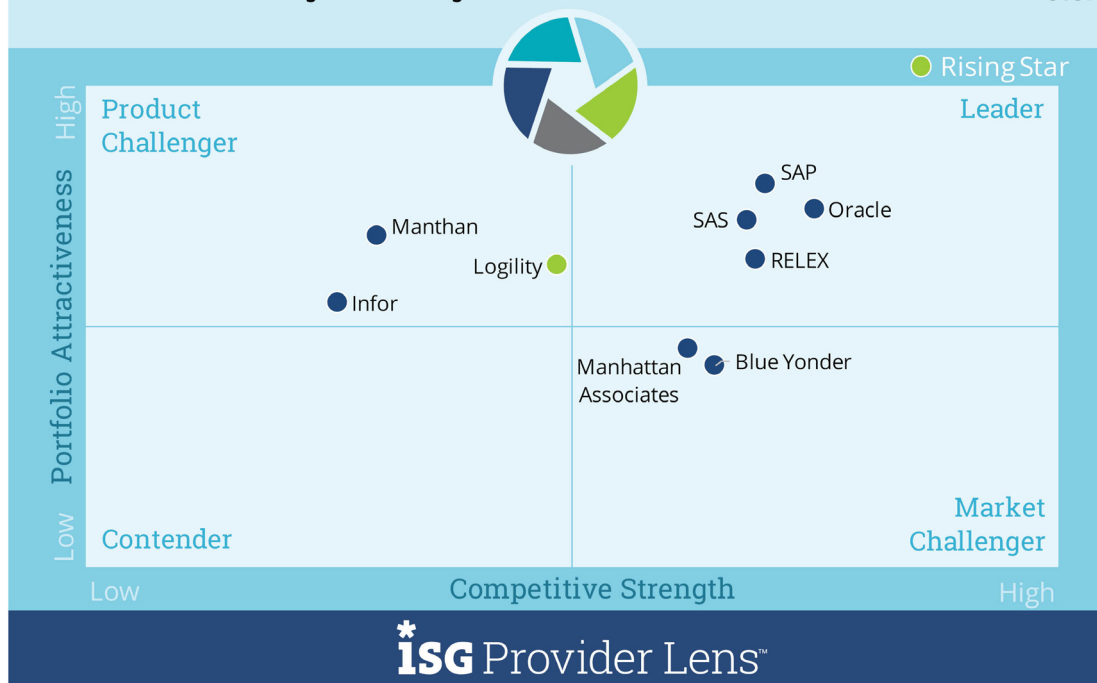 Rising Star
High
Product
Challenger
Leader
SAP
SAS
Oracle
Manthan
Logility
RELEX
Infor
Portfolio Attractiveness
Manhattan
Associates
Blue Yonder
Market
Challenger
Contender
Low
Low
Competitive Strength
High
iSG Provider Lens™